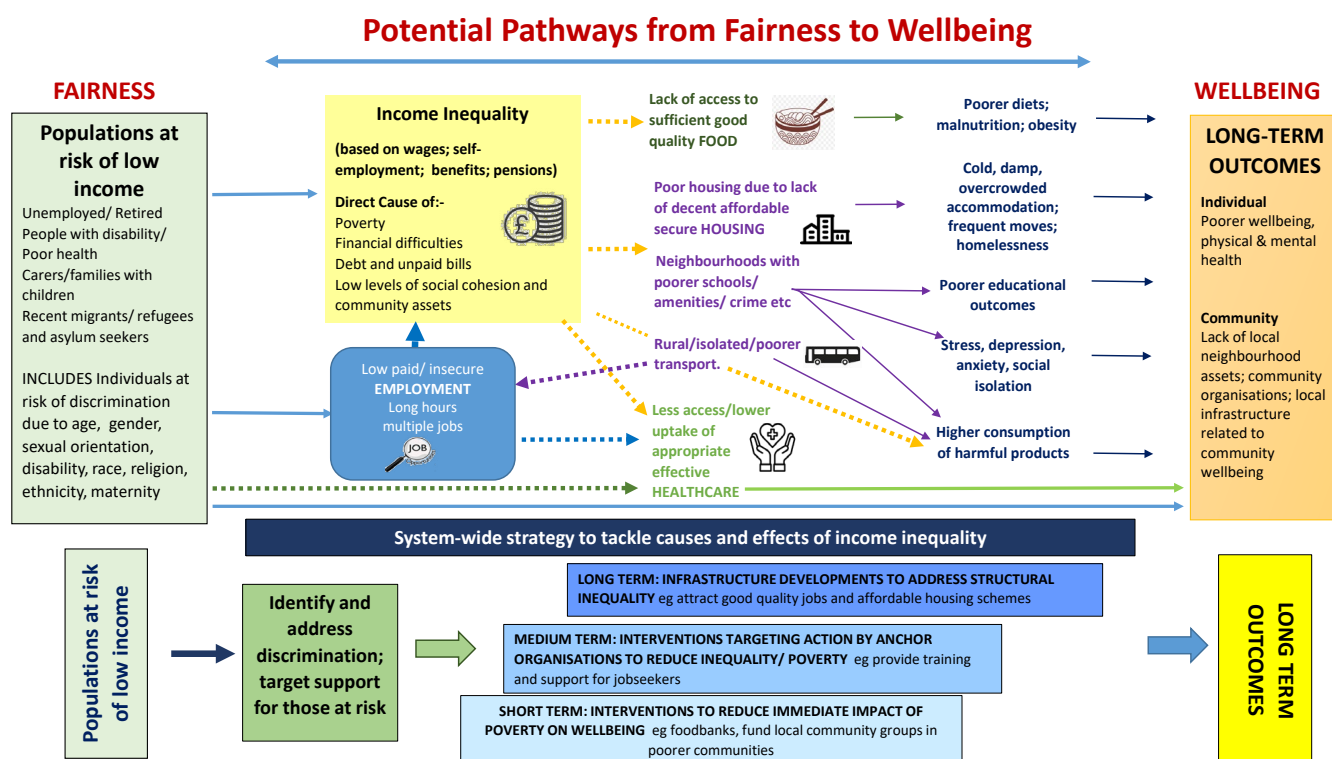 Potential Pathways from Fairness to Wellbeing
FAIRNESS
Populations at
risk of low
income
Unemployed/ Retired
People with disability/
Poor health
Carers/families with
children
Recent migrants/ refugees
and asylum seekers
INCLUDES Individuals at
risk of discrimination
due to age, gender,
sexual orientation,
disability, race, religion,
ethnicity, maternity
Income Inequality
(based on wages; self-
employment; benefits; pensions)
Direct Cause of:-
Poverty
Financial difficulties
Debt and unpaid bills
Low levels of social cohesion and
community assets
£
Low paid/ insecure
EMPLOYMENT
Long hours
multiple jobs
JOB
Lack of access to
sufficient good
quality FOOD
Poor housing due to lack
of decent affordable
secure HOUSING
Neighbourhoods with
poorer schools/
amenities/ crime etc
Rural/isolated/poorer
transport.
Less access/lower
uptake of
appropriate
effective
HEALTHCARE
Poorer diets;
malnutrition; obesity
Cold, damp,
overcrowded
accommodation;
frequent moves;
homelessness
Poorer educational
outcomes
Stress, depression,
anxiety, social
isolation
Higher consumption
of harmful products
WELLBEING
LONG-TERM
OUTCOMES
Individual
Poorer wellbeing,
physical & mental
health
Community
Lack of local
neighbourhood
assets; community
organisations; local
infrastructure
related to
community
wellbeing
System-wide strategy to tackle causes and effects of income inequality
Populations at risk
of low income
Identify and
address
discrimination;
target support
for those at risk
LONG TERM: INFRASTRUCTURE DEVELOPMENTS TO ADDRESS STRUCTURAL
INEQUALITY eg attract good quality jobs and affordable housing schemes
MEDIUM TERM: INTERVENTIONS TARGETING ACTION BY ANCHOR
ORGANISATIONS TO REDUCE INEQUALITY/ POVERTY eg provide training
and support for jobseekers
SHORT TERM: INTERVENTIONS TO REDUCE IMMEDIATE IMPACT OF
POVERTY ON WELLBEING eg foodbanks, fund local community groups in
poorer communities
LONG TERM
OUTCOMES